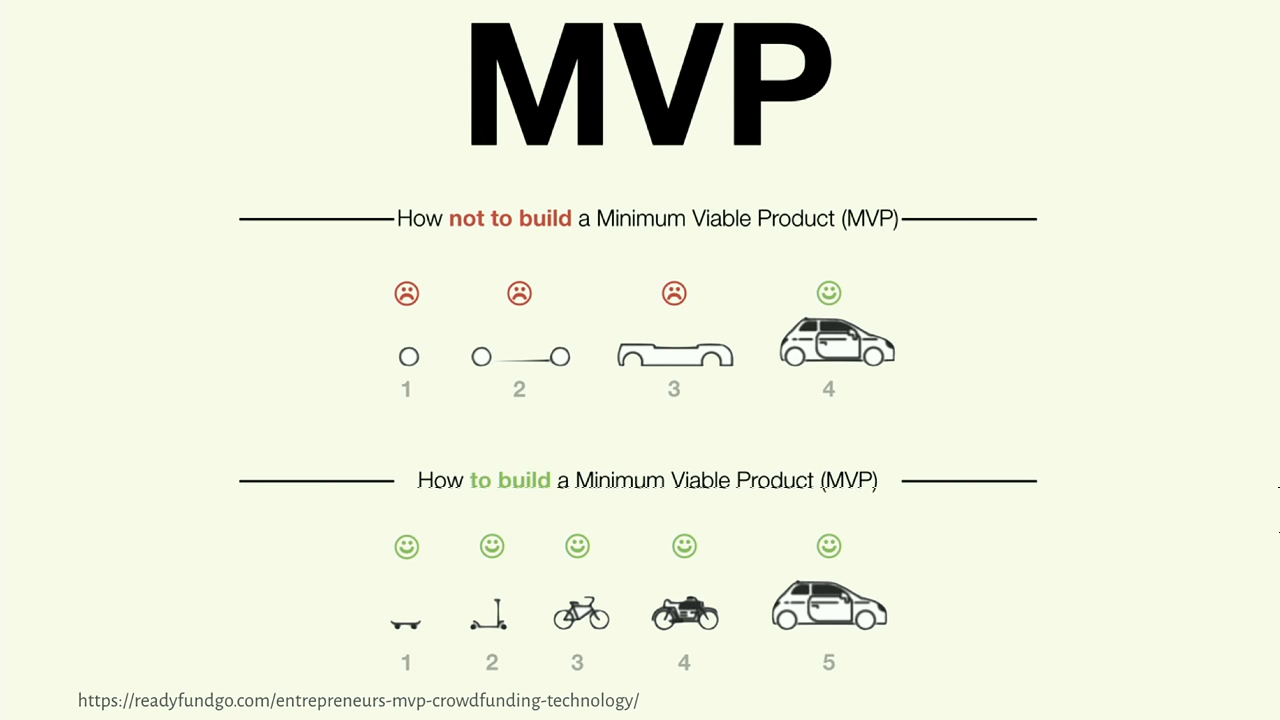 MVP
How not to build a Minimum Viable Product (MVP)
1 2 3 4
How to build a Minimum Viable Product (MVP)
1 2 3 4 5
https://readyfundgo.com/entrepreneurs-mvp-crowdfunding-technology/